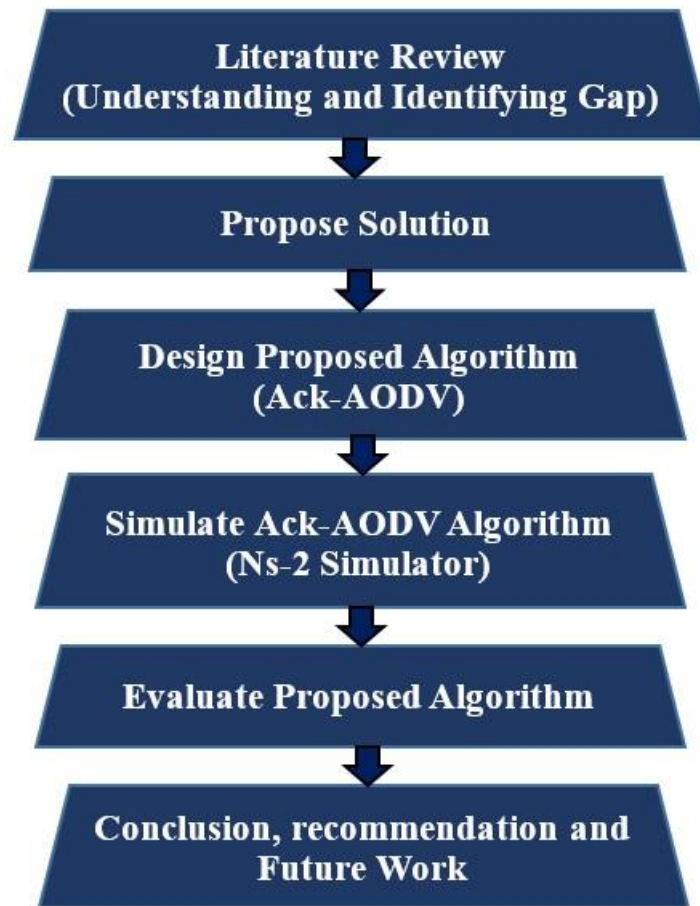 Literature Review
(Understanding and Identifying Gap)
Propose Solution
Design Proposed Algorithm
(Ack-AODV)
Simulate Ack-AODV Algorithm
(Ns-2 Simulator)
Evaluate Proposed Algorithm
Conclusion, recommendation and
Future Work